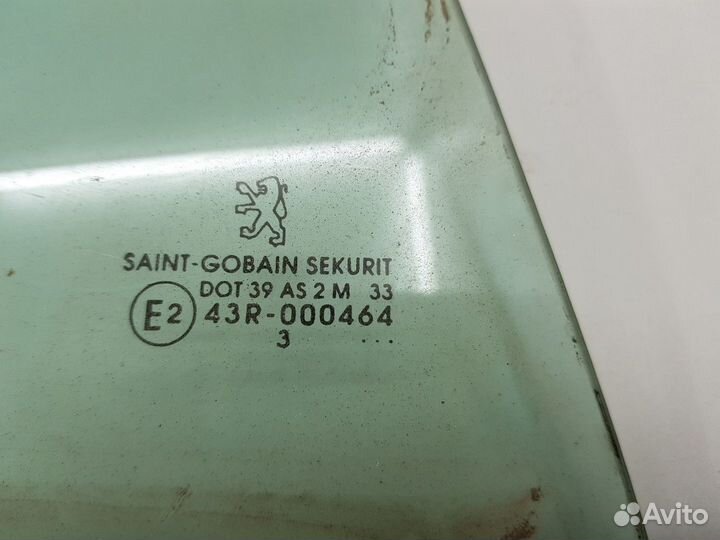 SAINT-GOBAIN SEKURIT
DOT 39 AS 2 M 33
E2 43R-000464
3 ...
Avito